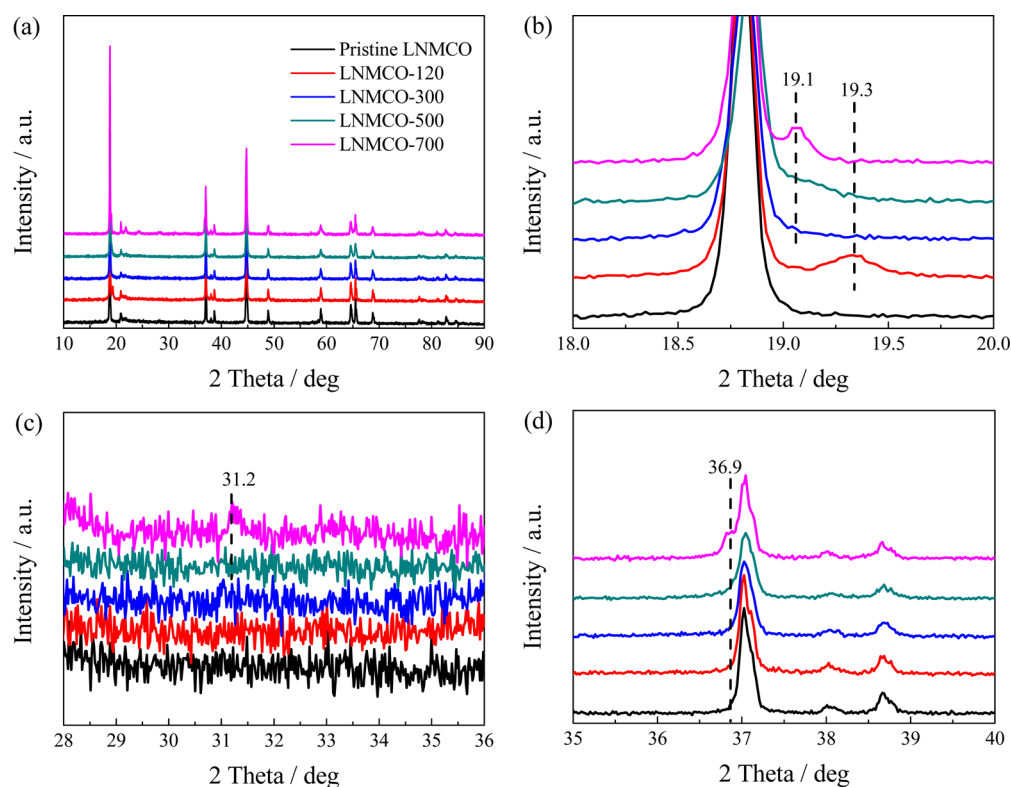 (a)
Pristine LNMCO
LNMCO-120
LNMCO-300
LNMCO-500
LNMCO-700
Intensity / a.u.
10 20 30 40 50 60 70 80 90
2 Theta / deg
(b)
19.1
19.3
Intensity / a.u.
18.0 18.5 19.0 19.5 20.0
2 Theta / deg
(c)
31.2
Intensity / a.u.
28 29 30 31 32 33 34 35 36
2 Theta / deg
(d)
36.9
Intensity / a.u.
35 36 37 38 39 40
2 Theta / deg